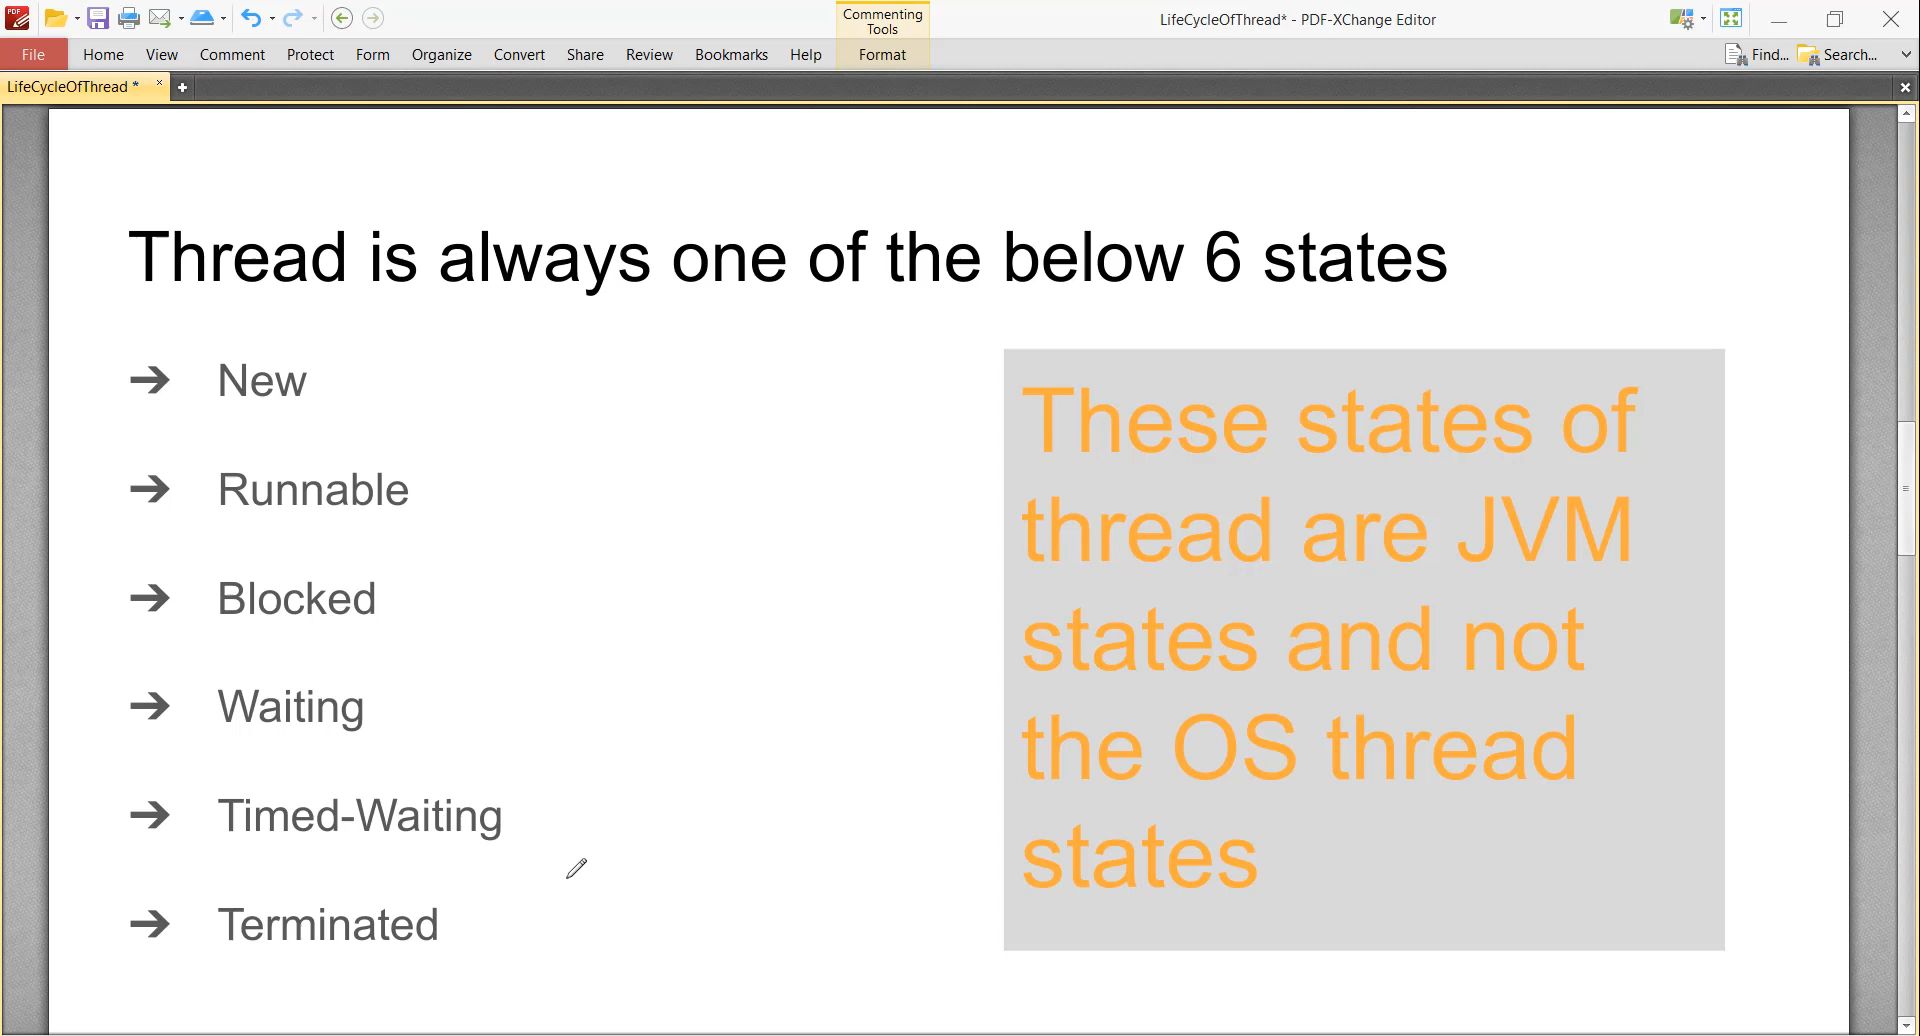 Commenting
Tools
LifeCycleOfThread* - PDF-XChange Editor
File Home View Comment Protect Form Organize Convert Share Review Bookmarks Help Format Find... Search...
LifeCycleOfThread *
Thread is always one of the below 6 states
➔ New
➔ Runnable
➔ Blocked
➔ Waiting
➔ Timed-Waiting
➔ Terminated
These states of
thread are JVM
states and not
the OS thread
states